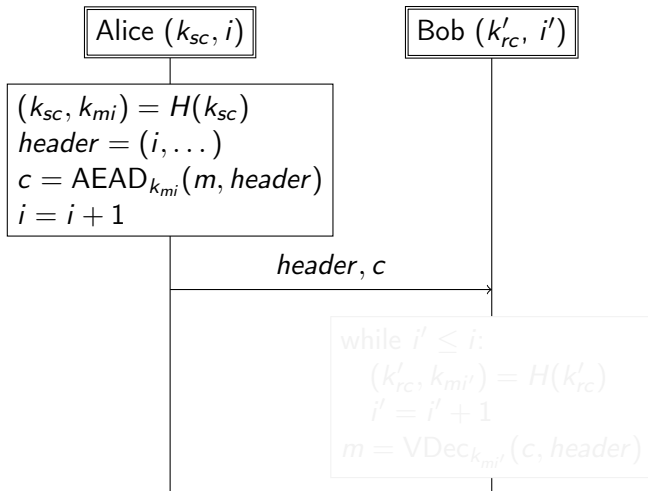 Alice (k_sc, i)
Bob (k′_rc, i′)
(k_sc, k_mi) = H(k_sc)
header = (i, . . . )
c = AEAD_k_mi(m, header)
i = i + 1
header, c
while i′ ≤ i:
(k′_rc, k_mi′) = H(k′_rc)
i′ = i′ + 1
m = VDec_k_mi′(c, header)